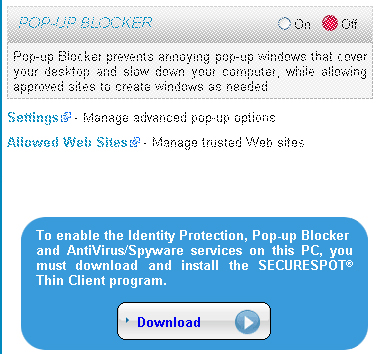 POP-UP BLOCKER On Off
Pop-up Blocker prevents annoying pop-up windows that cover
your desktop and slow down your computer, while allowing
approved sites to create windows as needed
Settings - Manage advanced pop-up options
Allowed Web Sites - Manage trusted Web sites
To enable the Identity Protection, Pop-up Blocker
and AntiVirus/Spyware services on this PC, you
must download and install the SECURESPOT®
Thin Client program.
Download